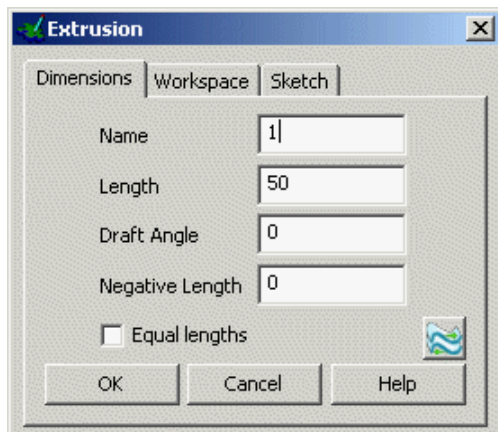 Extrusion
Dimensions Workspace Sketch
Name 1
Length 50
Draft Angle 0
Negative Length 0
Equal lengths
OK Cancel Help